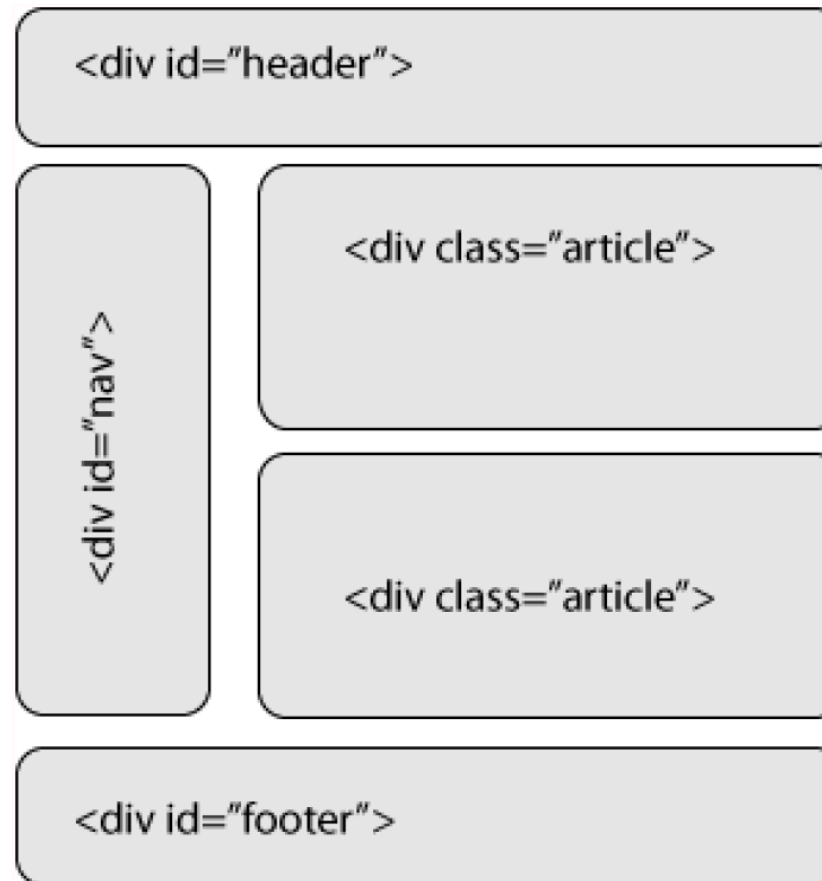 <div id="header">
<div id="nav">
<div class="article">
<div class="article">
<div id="footer">